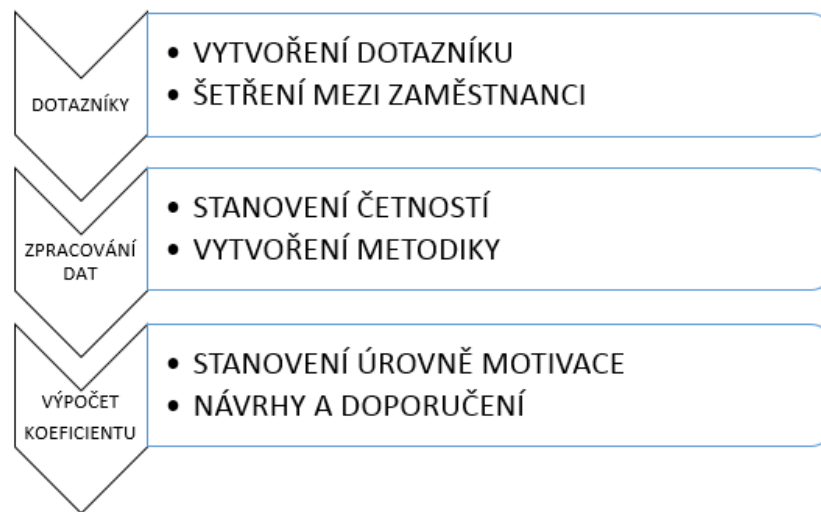 DOTAZNÍKY
• VYTVOŘENÍ DOTAZNÍKU
• ŠETŘENÍ MEZI ZAMĚSTNANCI
ZPRACOVÁNÍ
DAT
• STANOVENÍ ČETNOSTÍ
• VYTVOŘENÍ METODIKY
VÝPOČET
KOEFICIENTU
• STANOVENÍ ÚROVNĚ MOTIVACE
• NÁVRHY A DOPORUČENÍ